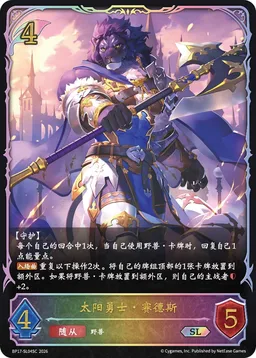 4
【守护】
每个自己的回合中1次，当自己使用野兽·卡牌时，回复自己1
点能量点。
入场曲 重复以下操作2次。将自己的牌组顶部的1张卡牌放置到额
外区。如果将野兽·卡牌放置到额外区，则自己的主战者
+2。
太阳勇士·赛德斯
4
随从 野兽
SL
5
BP17-SL04SC 2026
© Cygames, Inc. Published by NetEase Games